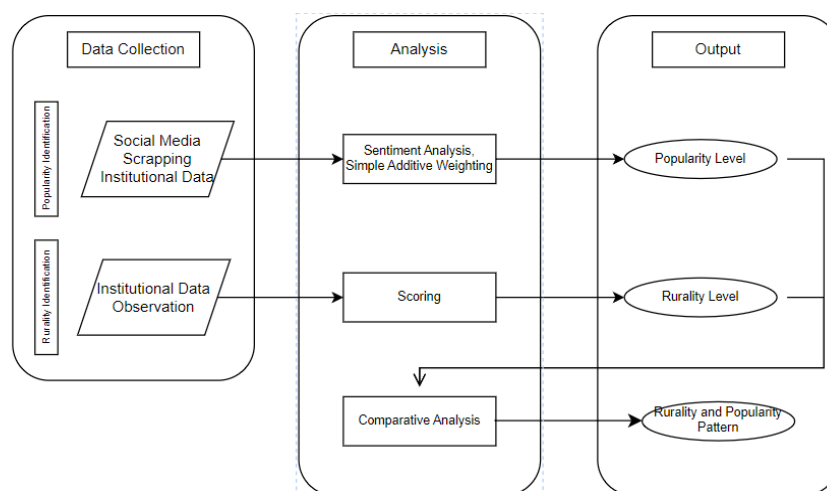 Data Collection
Analysis
Output
Popularity Identification
Social Media
Scrapping
Institutional Data
Sentiment Analysis,
Simple Additive Weighting
Popularity Level
Rurality Identification
Institutional Data
Observation
Scoring
Rurality Level
Comparative Analysis
Rurality and Popularity
Pattern